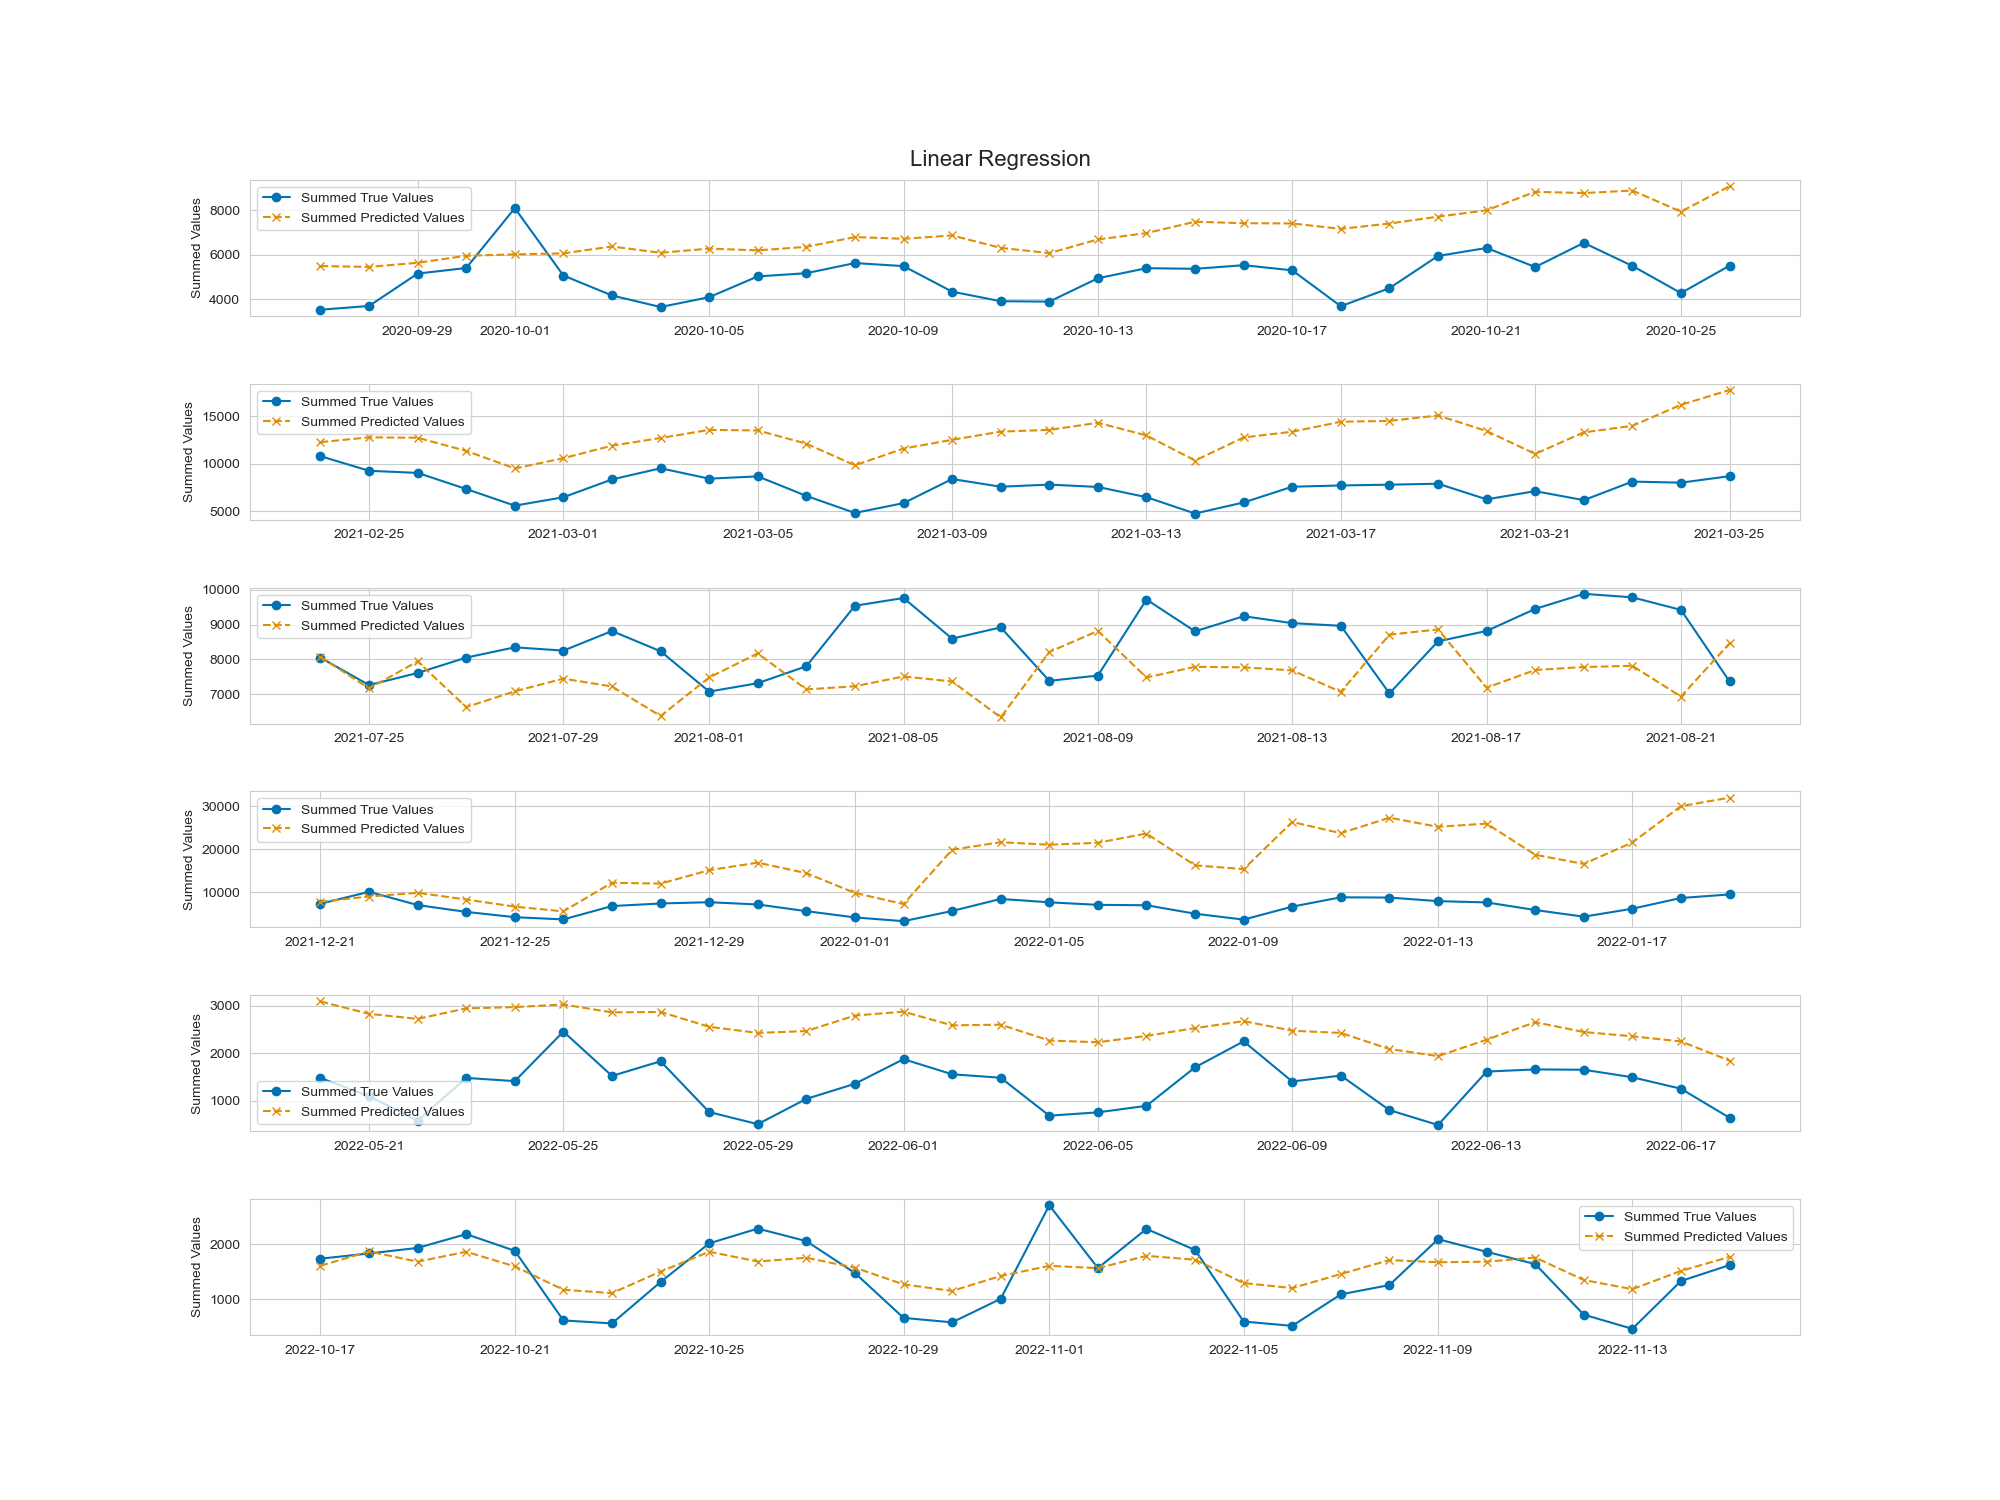 Linear Regression
Summed Values
8000
6000
4000
Summed True Values
Summed Predicted Values
2020-09-29 2020-10-01 2020-10-05 2020-10-09 2020-10-13 2020-10-17 2020-10-21 2020-10-25
Summed Values
15000
10000
5000
Summed True Values
Summed Predicted Values
2021-02-25 2021-03-01 2021-03-05 2021-03-09 2021-03-13 2021-03-17 2021-03-21 2021-03-25
Summed Values
10000
9000
8000
7000
Summed True Values
Summed Predicted Values
2021-07-25 2021-07-29 2021-08-01 2021-08-05 2021-08-09 2021-08-13 2021-08-17 2021-08-21
Summed Values
30000
20000
10000
Summed True Values
Summed Predicted Values
2021-12-21 2021-12-25 2021-12-29 2022-01-01 2022-01-05 2022-01-09 2022-01-13 2022-01-17
Summed Values
3000
2000
1000
Summed True Values
Summed Predicted Values
2022-05-21 2022-05-25 2022-05-29 2022-06-01 2022-06-05 2022-06-09 2022-06-13 2022-06-17
Summed Values
2000
1000
Summed True Values
Summed Predicted Values
2022-10-17 2022-10-21 2022-10-25 2022-10-29 2022-11-01 2022-11-05 2022-11-09 2022-11-13